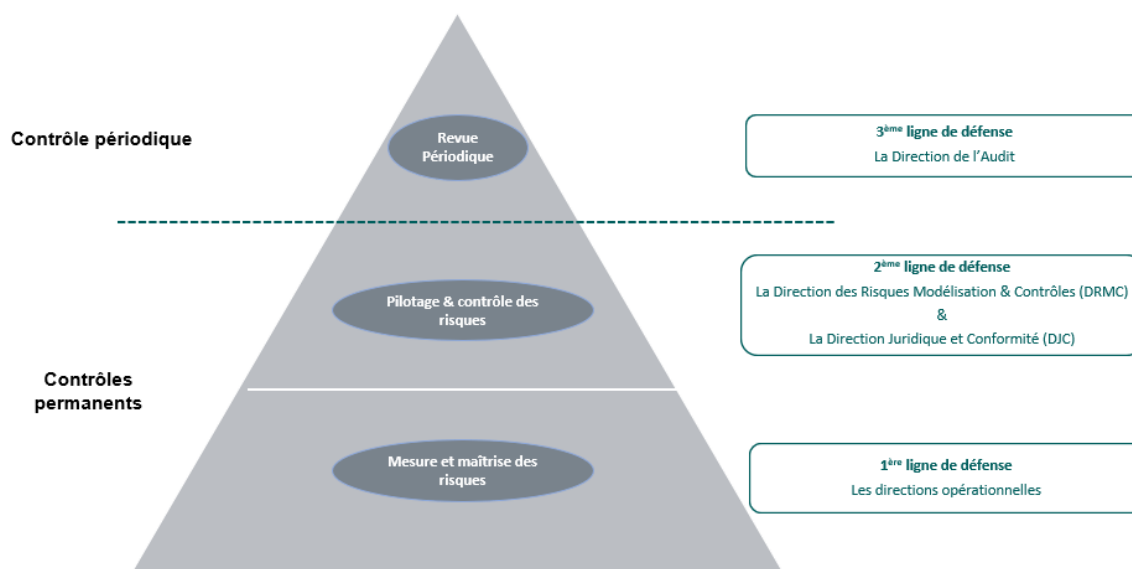 Contrôle périodique
Revue
Périodique
3ème ligne de défense
La Direction de l'Audit
Pilotage & contrôle des
risques
2ème ligne de défense
La Direction des Risques Modélisation & Contrôles (DRMC)
&
La Direction Juridique et Conformité (DJC)
Contrôles
permanents
Mesure et maîtrise des
risques
1ère ligne de défense
Les directions opérationnelles